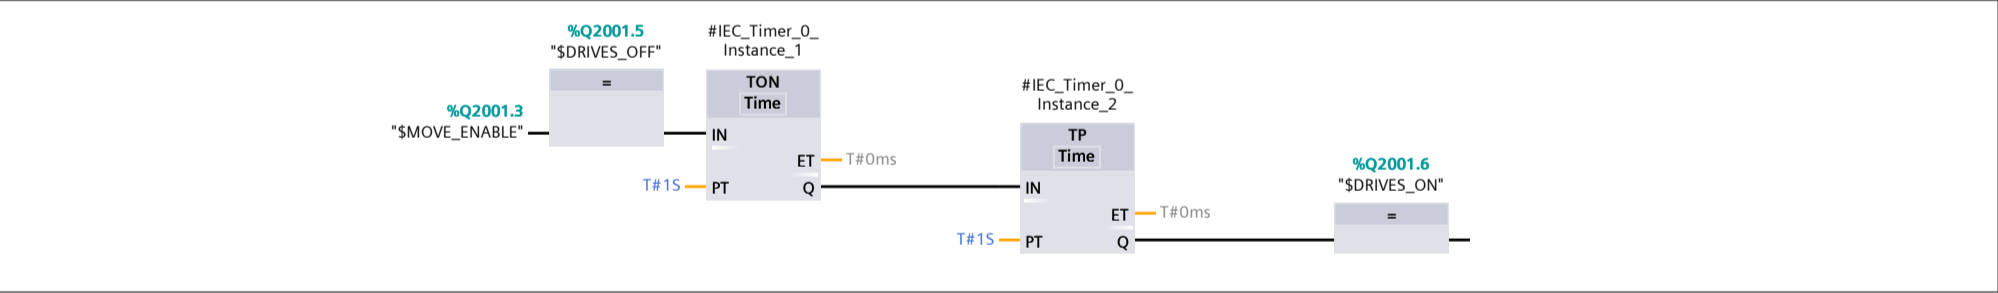 %Q2001.5
"$DRIVES_OFF"
=
%Q2001.3
"$MOVE_ENABLE"
#IEC_Timer_0_
Instance_1
TON
Time
IN
ET
T#0ms
T#1S
PT
Q
#IEC_Timer_0_
Instance_2
TP
Time
IN
ET
T#0ms
T#1S
PT
Q
%Q2001.6
"$DRIVES_ON"
=